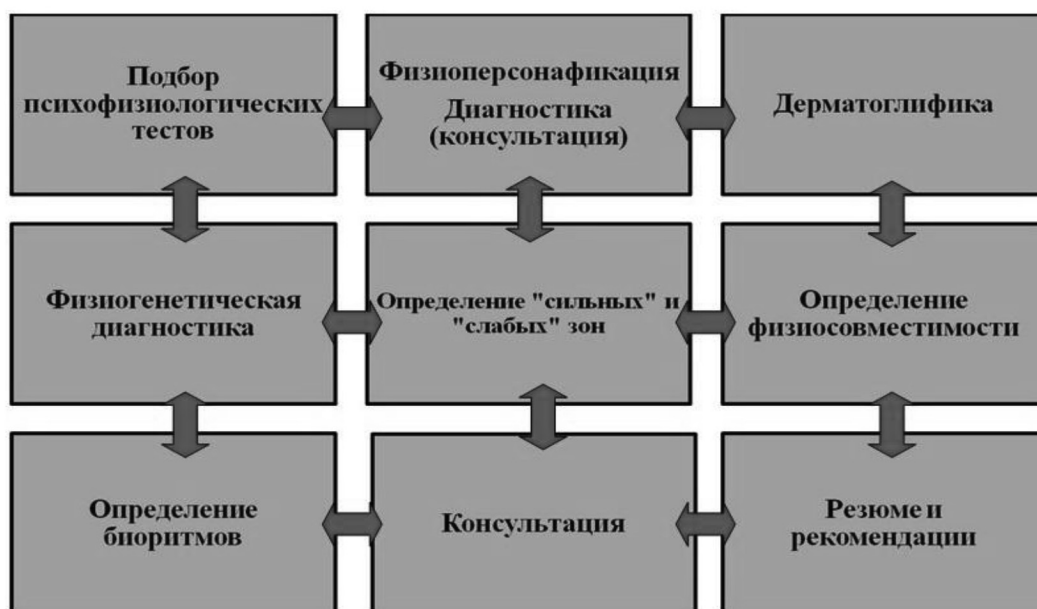 Подбор
психофизиологических
тестов
Физиоперсонафикация
Диагностика
(консультация)
Дерматоглифика
Физиогенетическая
диагностика
Определение "сильных" и
"слабых" зон
Определение
физиосовместимости
Определение
биоритмов
Консультация
Резюме и
рекомендации